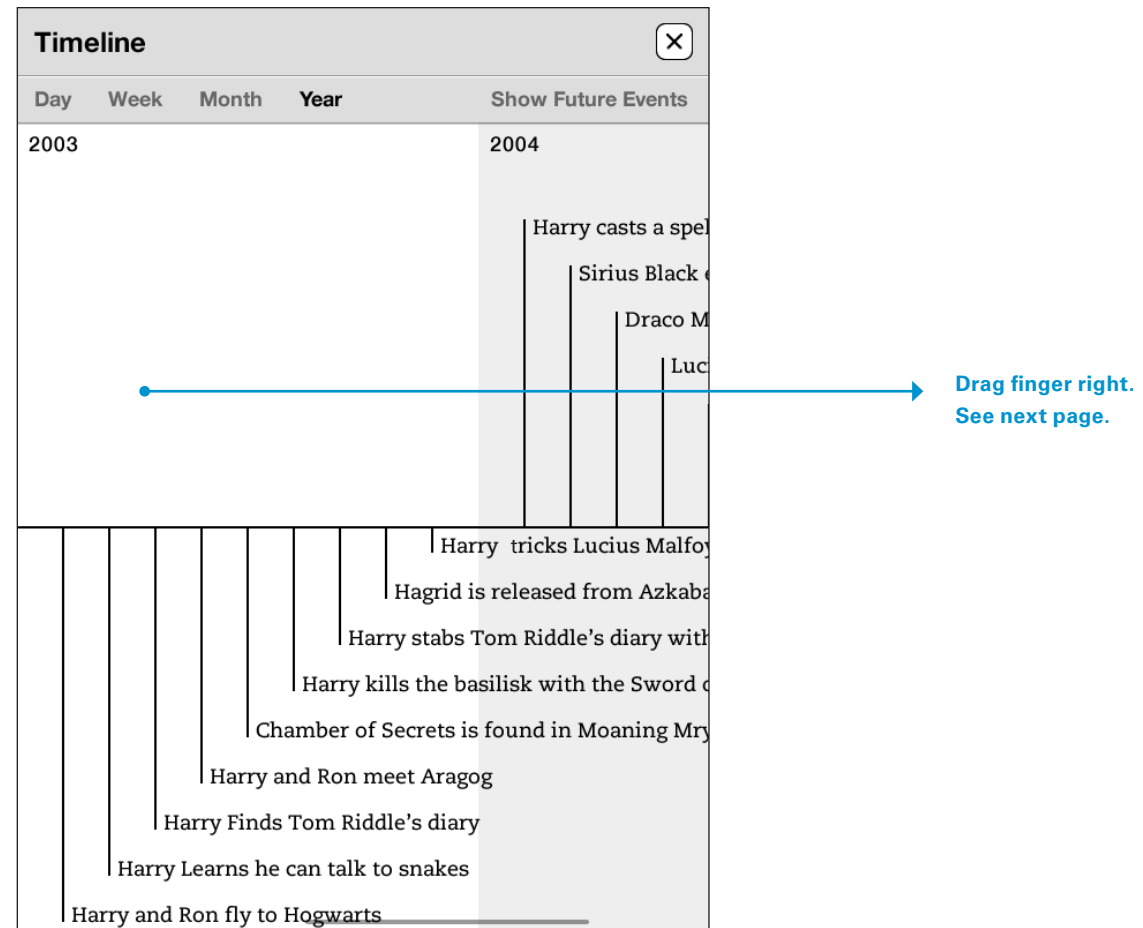 Timeline
Day Week Month Year Show Future Events
2003 2004
Harry casts a spel
Sirius Black
Draco M
Luc
Drag finger right.
See next page.
Harry tricks Lucius Malfoy
Hagrid is released from Azkaba
Harry stabs Tom Riddle’s diary with
Harry kills the basilisk with the Sword
Chamber of Secrets is found in Moaning Mry
Harry and Ron meet Aragog
Harry Finds Tom Riddle’s diary
Harry Learns he can talk to snakes
Harry and Ron fly to Hogwarts